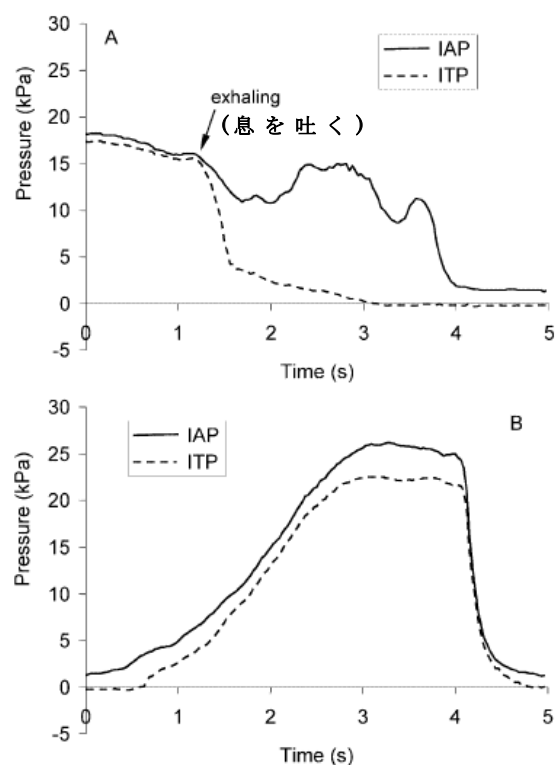 A
30
25
20
15
10
5
0
-5
Pressure (kPa)
IAP
ITP
exhaling
(息を吐く)
0 1 2 3 4 5
Time (s)
B
30
25
20
15
10
5
0
-5
Pressure (kPa)
IAP
ITP
0 1 2 3 4 5
Time (s)